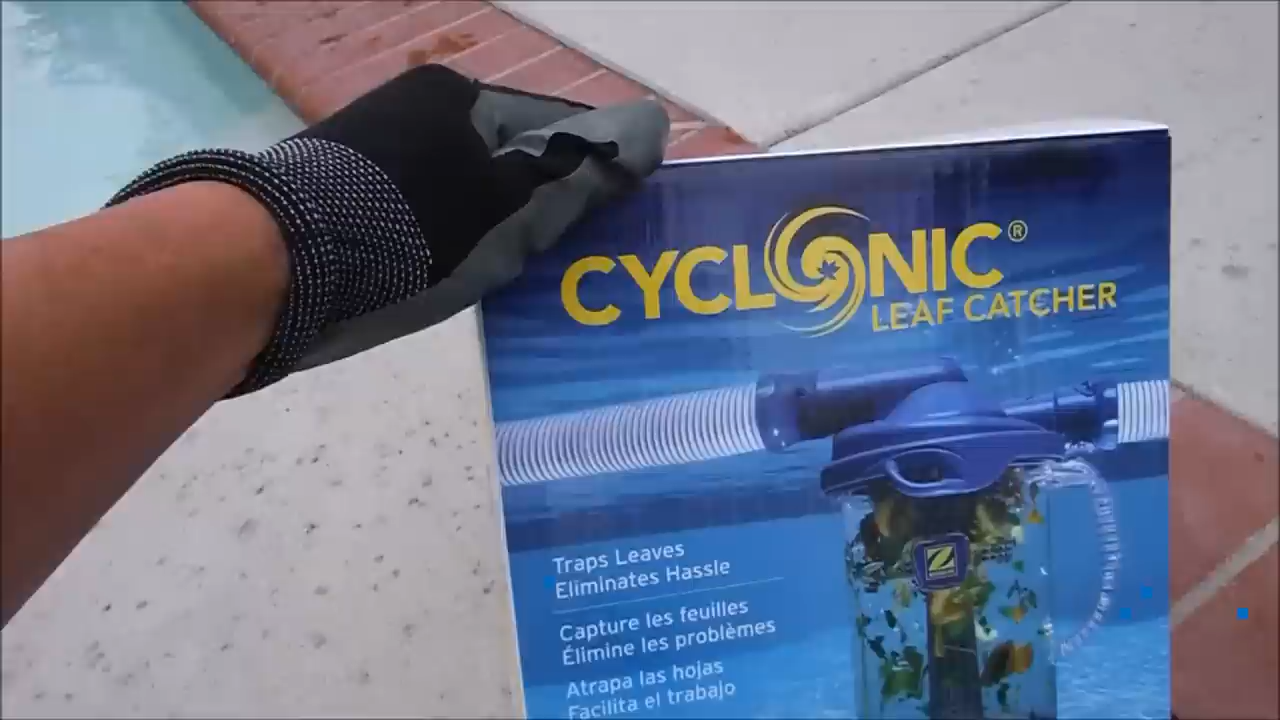 CYCLONIC®
LEAF CATCHER
Traps Leaves
Eliminates Hassle
Capture les feuilles
Élimine les problèmes
Atrapa las hojas
Facilita el trabajo
Z